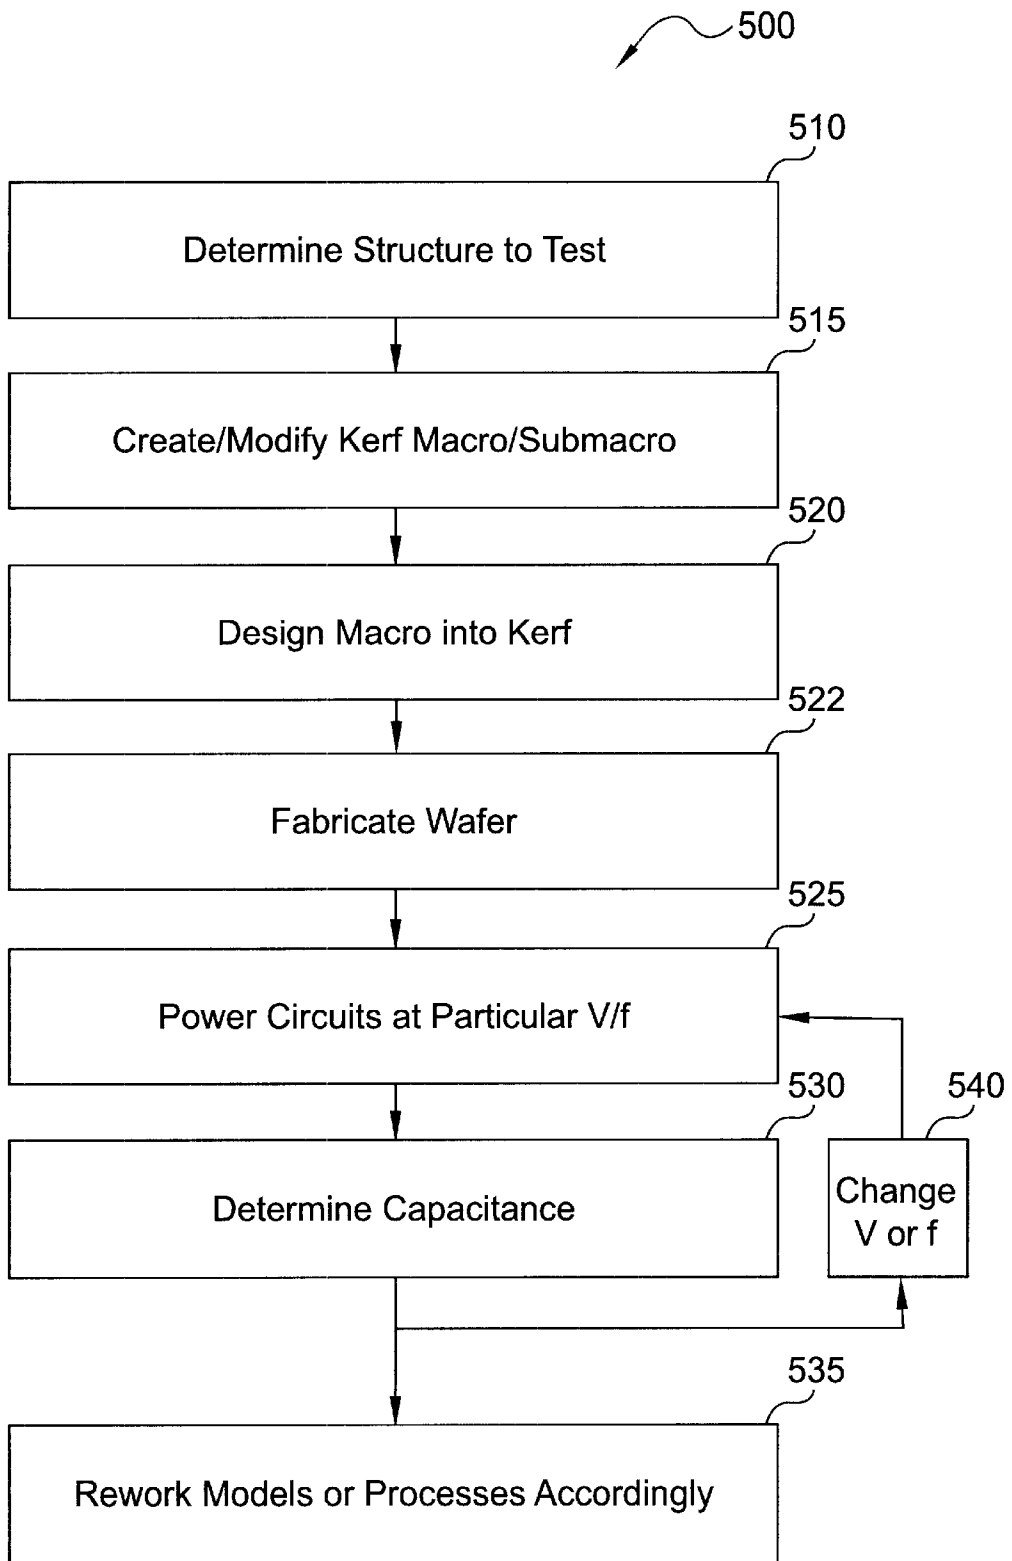 500
510
Determine Structure to Test
515
Create/Modify Kerf Macro/Submacro
520
Design Macro into Kerf
522
Fabricate Wafer
525
Power Circuits at Particular V/f
530
Determine Capacitance
540
Change
V or f
535
Rework Models or Processes Accordingly